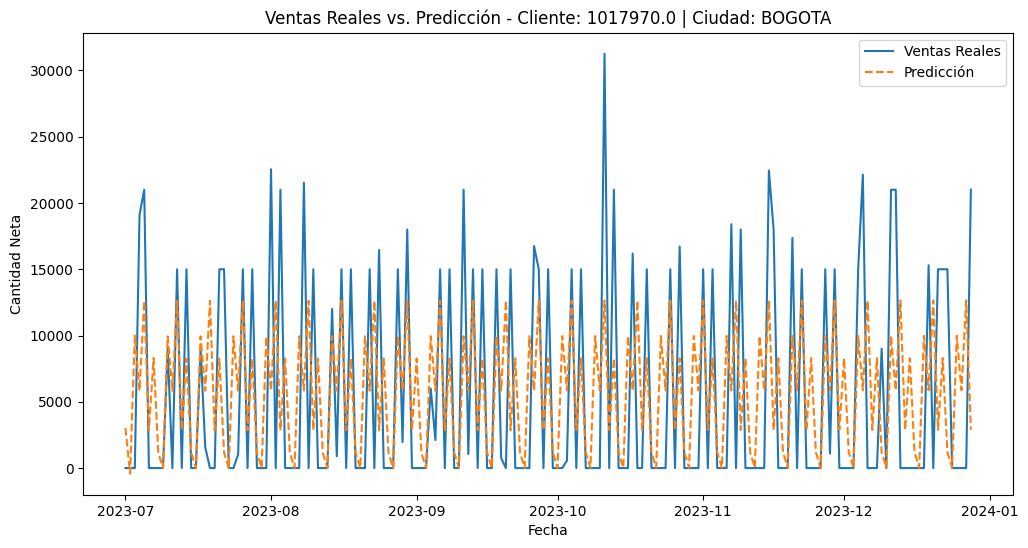 Ventas Reales vs. Predicción - Cliente: 1017970.0 | Ciudad: BOGOTA
Ventas Reales
Predicción
Cantidad Neta
30000
25000
20000
15000
10000
5000
0
2023-07
2023-08
2023-09
2023-10
2023-11
2023-12
2024-01
Fecha